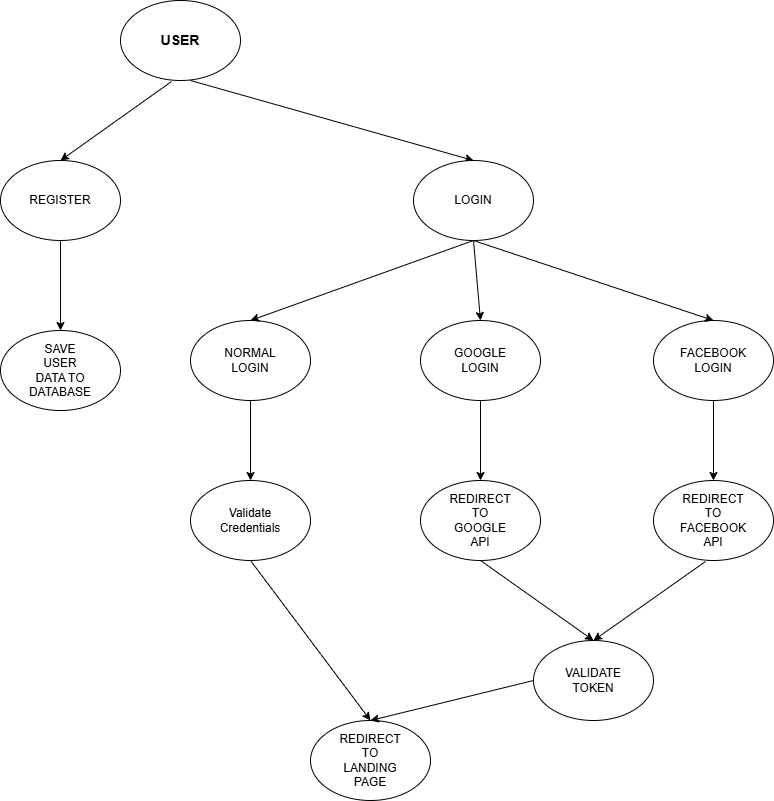 USER
REGISTER
LOGIN
SAVE
USER
DATA TO
DATABASE
NORMAL
LOGIN
GOOGLE
LOGIN
FACEBOOK
LOGIN
Validate
Credentials
REDIRECT
TO
GOOGLE
API
REDIRECT
TO
FACEBOOK
API
VALIDATE
TOKEN
REDIRECT
TO
LANDING
PAGE